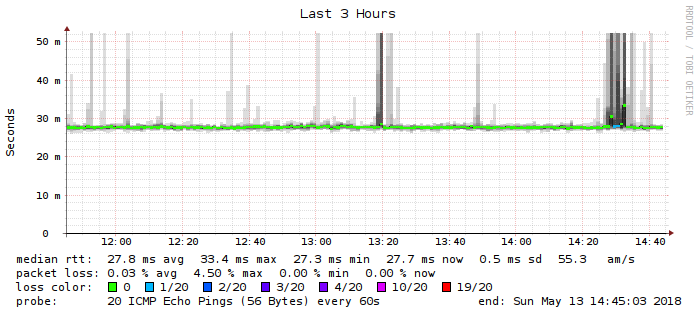 Last 3 Hours
RRDTOOL / TOBI OETIKER
Seconds
50 m
40 m
30 m
20 m
10 m
0
12:00 12:20 12:40 13:00 13:20 13:40 14:00 14:20 14:40
median rtt: 27.8 ms avg 33.4 ms max 27.3 ms min 27.7 ms now 0.5 ms sd 55.3 am/s
packet loss: 0.03 % avg 4.50 % max 0.00 % min 0.00 % now
loss color: 0 1/20 2/20 3/20 4/20 10/20 19/20
probe: 20 ICMP Echo Pings (56 Bytes) every 60s end: Sun May 13 14:45:03 2018